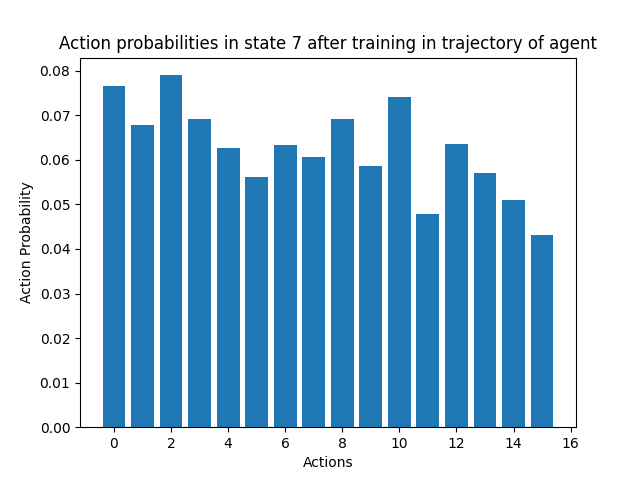 Action probabilities in state 7 after training in trajectory of agent
0.08
0.07
0.06
0.05
0.04
0.03
0.02
0.01
0.00
Action Probability
0 2 4 6 8 10 12 14 16
Actions